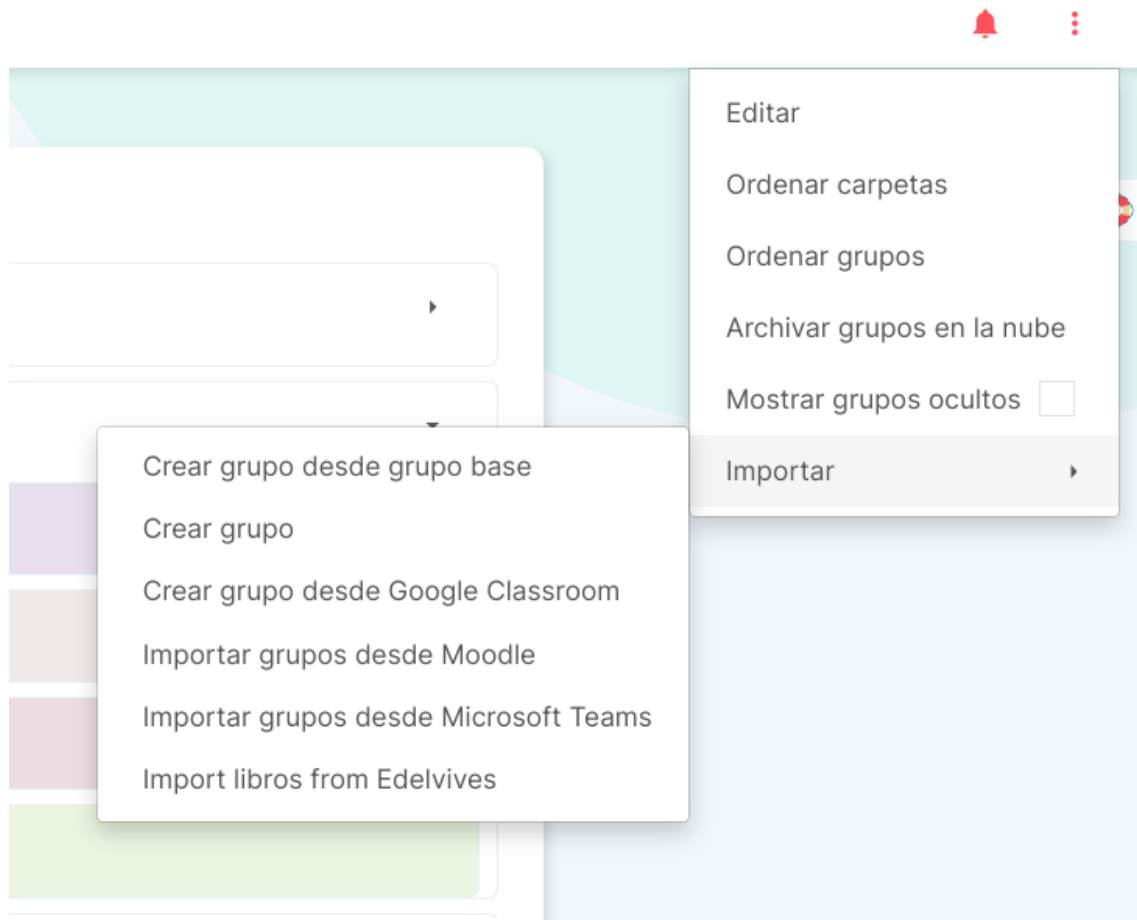 Editar
Ordenar carpetas
Ordenar grupos
Archivar grupos en la nube
Mostrar grupos ocultos
Importar
Crear grupo desde grupo base
Crear grupo
Crear grupo desde Google Classroom
Importar grupos desde Moodle
Importar grupos desde Microsoft Teams
Import libros from Edelvives